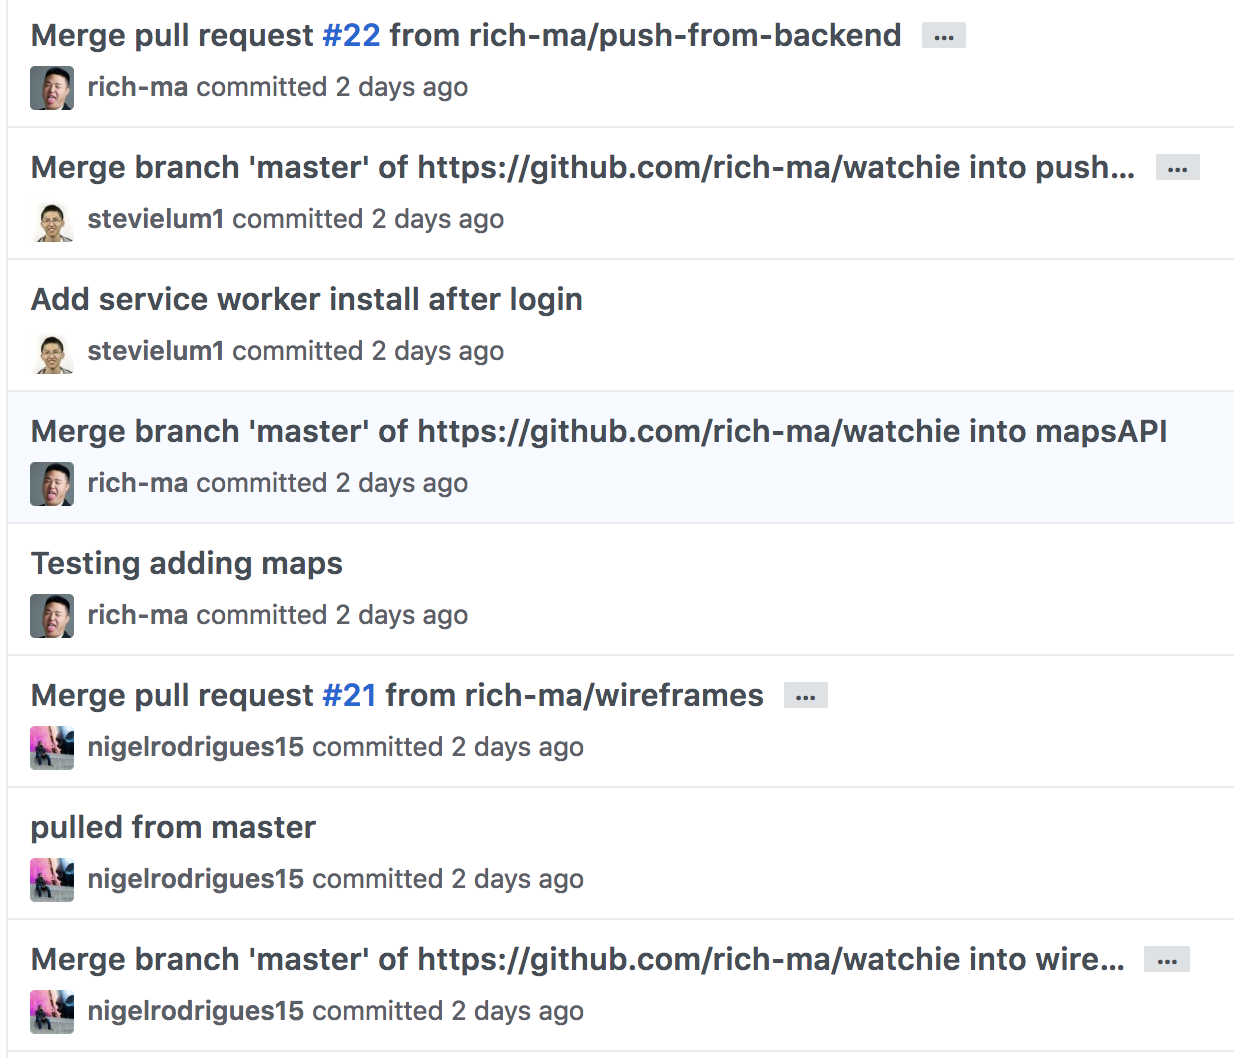 Merge pull request #22 from rich-ma/push-from-backend ...
rich-ma committed 2 days ago
Merge branch 'master' of https://github.com/rich-ma/watchie into push... ...
stevielum1 committed 2 days ago
Add service worker install after login
stevielum1 committed 2 days ago
Merge branch 'master' of https://github.com/rich-ma/watchie into mapsAPI
rich-ma committed 2 days ago
Testing adding maps
rich-ma committed 2 days ago
Merge pull request #21 from rich-ma/wireframes ...
nigelrodrigues15 committed 2 days ago
pulled from master
nigelrodrigues15 committed 2 days ago
Merge branch 'master' of https://github.com/rich-ma/watchie into wire... ...
nigelrodrigues15 committed 2 days ago